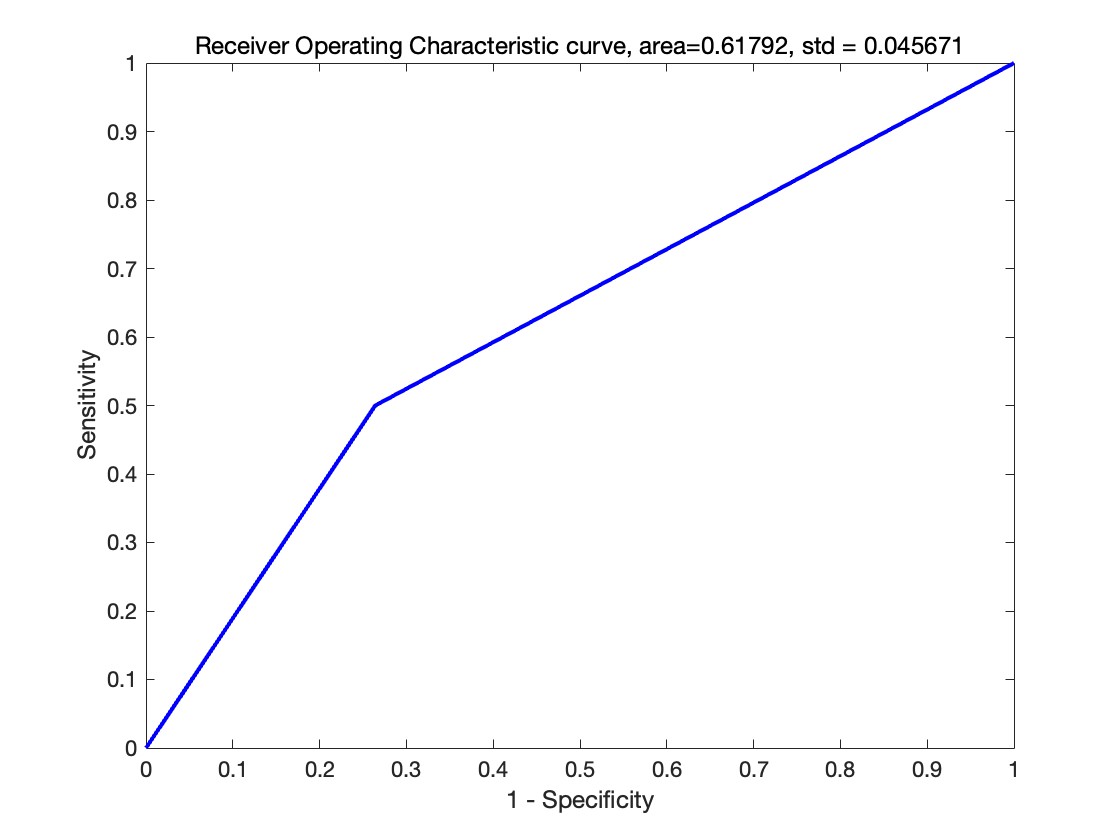 Receiver Operating Characteristic curve, area=0.61792, std = 0.045671
1
0.9
0.8
0.7
0.6
0.5
0.4
0.3
0.2
0.1
0
Sensitivity
0 0.1 0.2 0.3 0.4 0.5 0.6 0.7 0.8 0.9 1
1 - Specificity